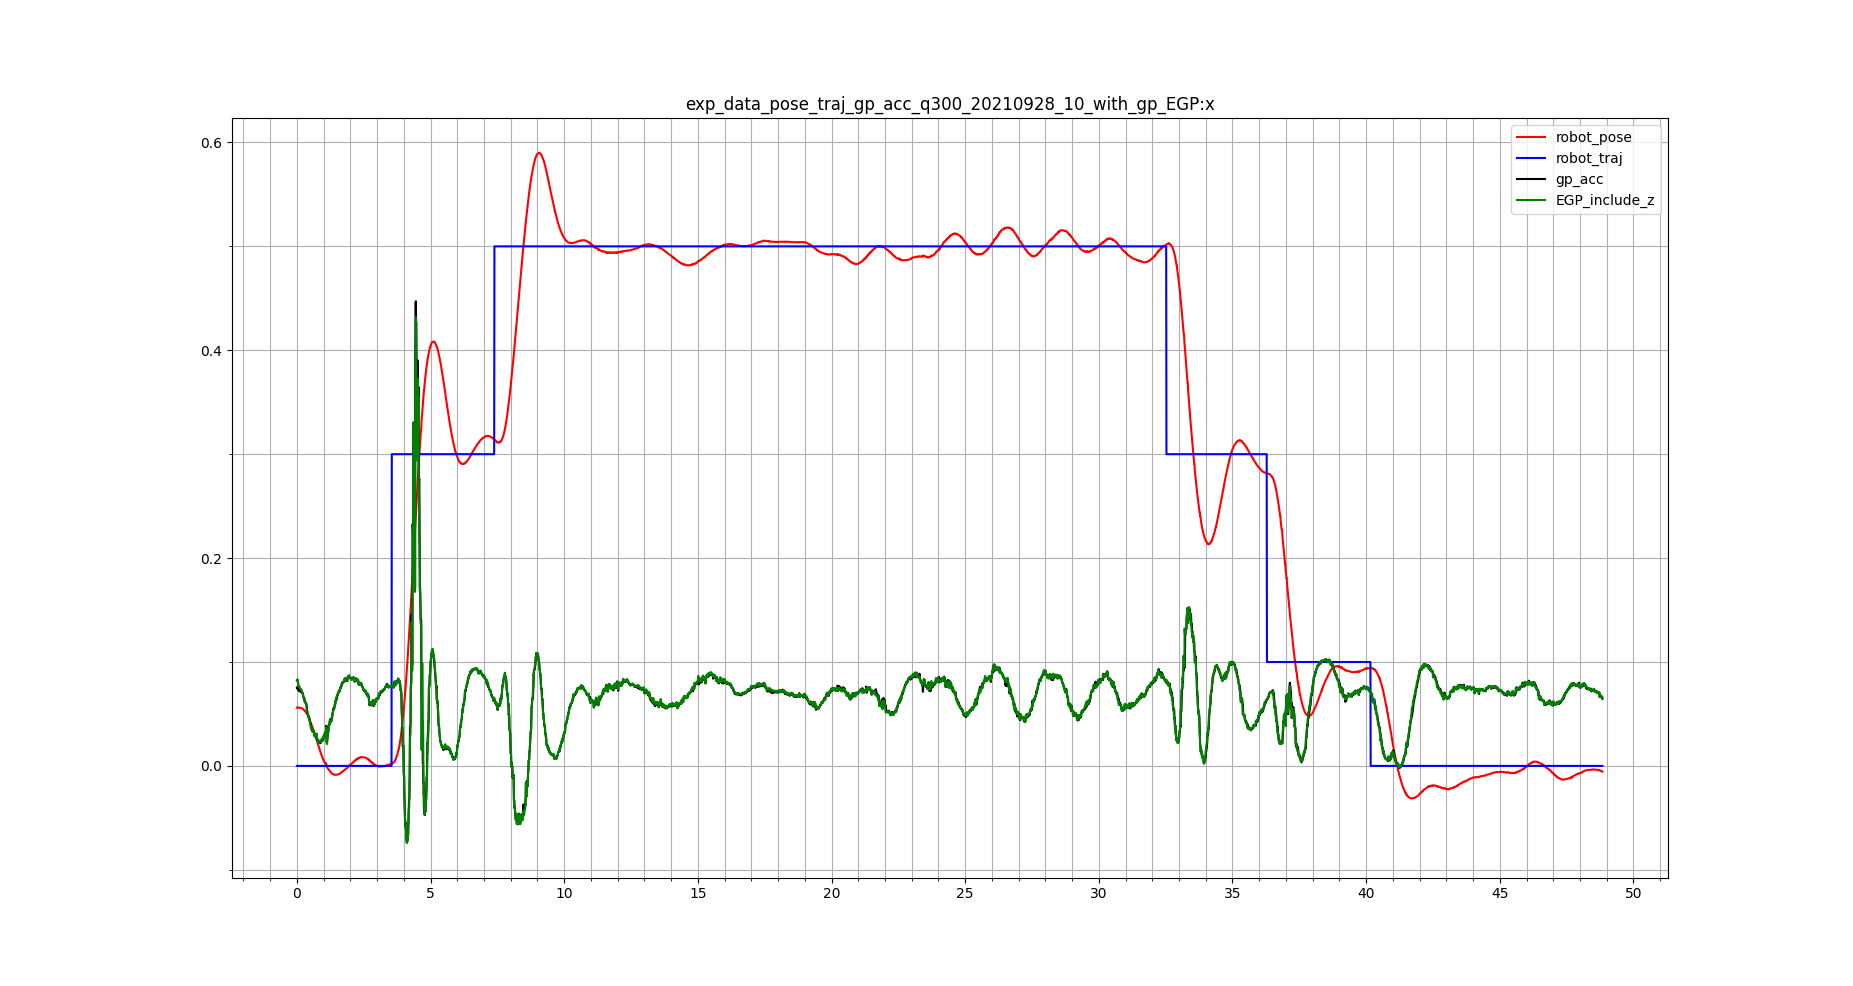 exp_data_pose_traj_gp_acc_q300_20210928_10_with_gp_EGP:x
robot_pose
robot_traj
gp_acc
EGP_include_z
0.6
0.4
0.2
0.0
0 5 10 15 20 25 30 35 40 45 50